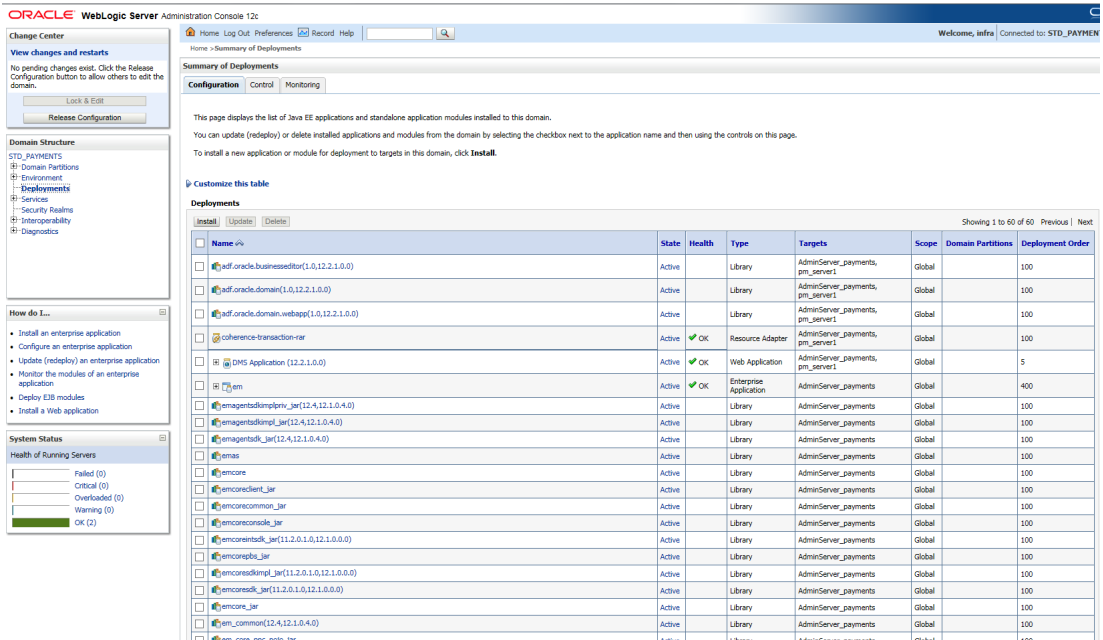 ORACLE WebLogic Server Administration Console 12c
Change Center
View changes and restarts
No pending changes exist. Click the Release
Configuration button to allow others to edit the
domain.
Lock & Edit
Release Configuration
Domain Structure
STD_PAYMENTS
Domain Partitions
Environment
Deployments
Services
Security Realms
Interoperability
Diagnostics
How do I...
Install an enterprise application
Configure an enterprise application
Update (redeploy) an enterprise application
Monitor the modules of an enterprise
application
Deploy EJB modules
Install a Web application
System Status
Health of Running Servers
Failed (0)
Critical (0)
Overloaded (0)
Warning (0)
OK (2)
Home Log Out Preferences Record Help
Welcome, infra Connected to: STD_PAYMENT
Home >Summary of Deployments
Summary of Deployments
Configuration Control Monitoring
This page displays the list of Java EE applications and standalone application modules installed to this domain.
You can update (redeploy) or delete installed applications and modules from the domain by selecting the checkbox next to the application name and then using the controls on this page.
To install a new application or module for deployment to targets in this domain, click Install.
Customize this table
Deployments
Install Update Delete Showing 1 to 60 of 60 Previous | Next
Name State Health Type Targets Scope Domain Partitions Deployment Order
adf.oracle.businesseditor(1.0,12.2.1.0.0) Active Library AdminServer_payments, pm_server1 Global 100
adf.oracle.domain(1.0,12.2.1.0.0) Active Library AdminServer_payments, pm_server1 Global 100
adf.oracle.domain.webapp(1.0,12.2.1.0.0) Active Library AdminServer_payments, pm_server1 Global 100
coherence-transaction-rar Active OK Resource Adapter AdminServer_payments, pm_server1 Global 100
DMS Application (12.2.1.0.0) Active OK Web Application AdminServer_payments, pm_server1 Global 5
em Active OK Enterprise Application AdminServer_payments Global 400
emagentsdkimplpriv_jar(12.4,12.1.0.4.0) Active Library AdminServer_payments Global 100
emagentsdkimpl_jar(12.4,12.1.0.4.0) Active Library AdminServer_payments Global 100
emagentsdk_jar(12.4,12.1.0.4.0) Active Library AdminServer_payments Global 100
emas Active Library AdminServer_payments Global 100
emcore Active Library AdminServer_payments Global 100
emcoreclient_jar Active Library AdminServer_payments Global 100
emcorecommon_jar Active Library AdminServer_payments Global 100
emcoreconsole_jar Active Library AdminServer_payments Global 100
emcoreintsdk_jar(11.2.0.1.0,12.1.0.0.0) Active Library AdminServer_payments Global 100
emcorepbs_jar Active Library AdminServer_payments Global 100
emcoresdkimpl_jar(11.2.0.1.0,12.1.0.0.0) Active Library AdminServer_payments Global 100
emcoresdk_jar(11.2.0.1.0,12.1.0.0.0) Active Library AdminServer_payments Global 100
emcore_jar Active Library AdminServer_payments Global 100
em_common(12.4,12.1.0.4.0) Active Library AdminServer_payments Global 100